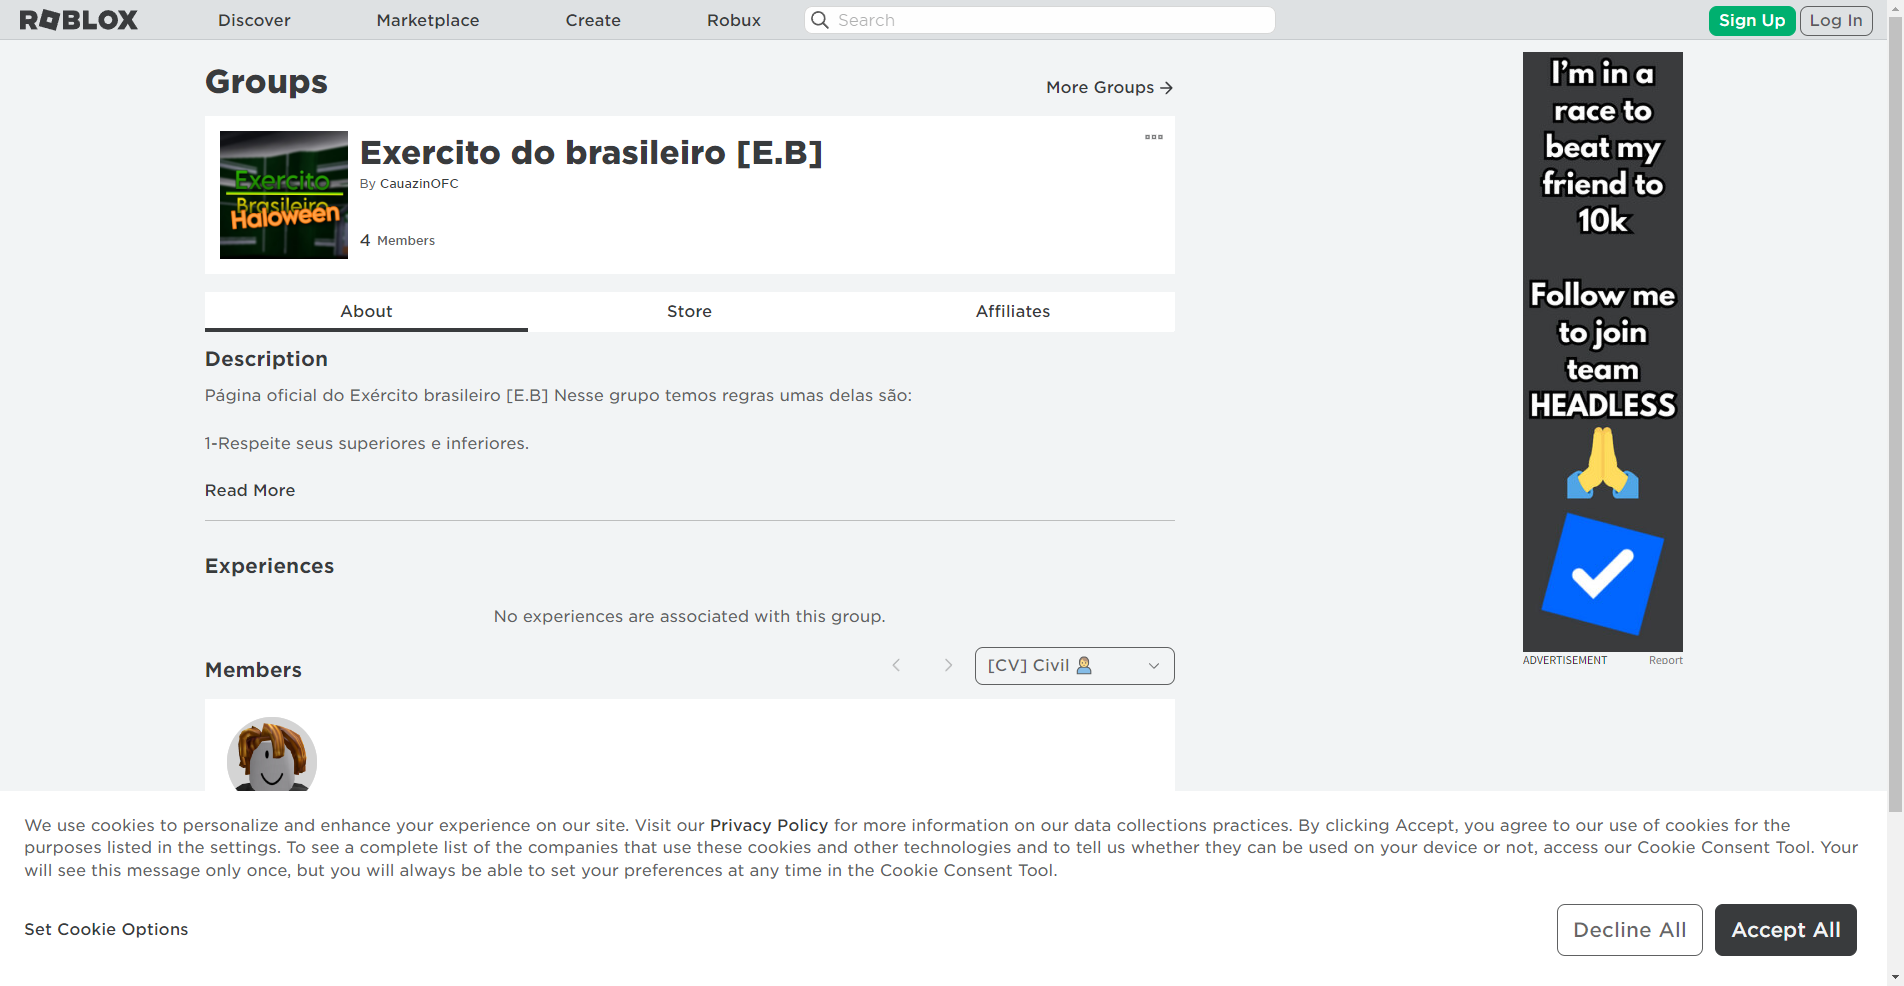 ROBLOX
Discover
Marketplace
Create
Robux
Search
Sign Up
Log In
Groups
More Groups
Exercito do brasileiro [E.B]
By CauazinOFC
4 Members
Exercito
Brasileiro
Haloween
About
Store
Affiliates
Description
Página oficial do Exército brasileiro [E.B] Nesse grupo temos regras umas delas são:
1-Respeite seus superiores e inferiores.
Read More
Experiences
No experiences are associated with this group.
Members
[CV] Civil
I'm in a
race to
beat my
friend to
10k
Follow me
to join
team
HEADLESS
ADVERTISEMENT
Report
We use cookies to personalize and enhance your experience on our site. Visit our Privacy Policy for more information on our data collections practices. By clicking Accept, you agree to our use of cookies for the
purposes listed in the settings. To see a complete list of the companies that use these cookies and other technologies and to tell us whether they can be used on your device or not, access our Cookie Consent Tool. Your
will see this message only once, but you will always be able to set your preferences at any time in the Cookie Consent Tool.
Set Cookie Options
Decline All
Accept All